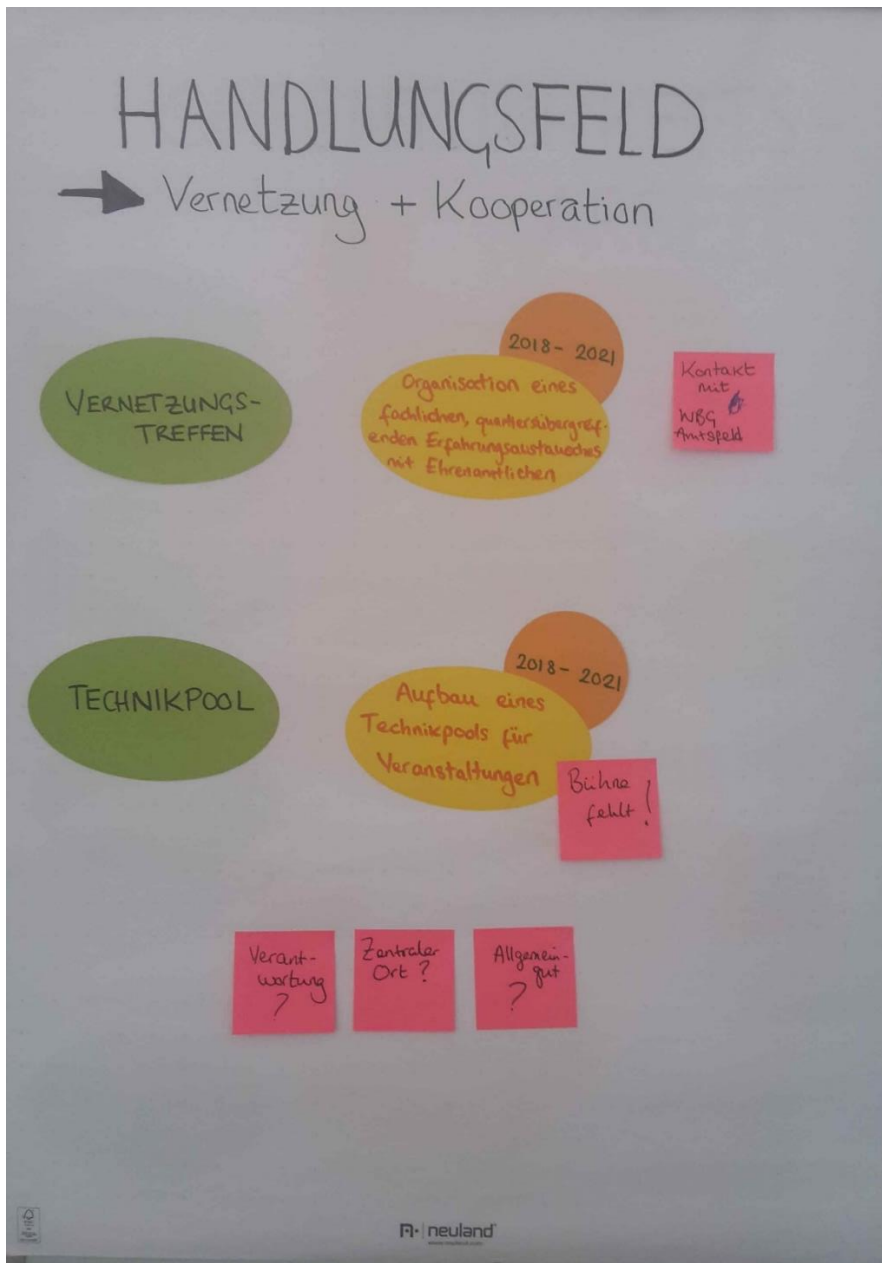 HANDLUNGSFELD
→ Vernetzung + Kooperation
VERNETZUNGS-
TREFFEN
2018 - 2021
Organisation eines
fachlichen, quartiersübergreif-
enden Erfahrungsaustausches
mit Ehrenamtlichen
Kontakt
mit
WBG
Amtsfeld
TECHNIKPOOL
2018 - 2021
Aufbau eines
Technikpools für
Veranstaltungen
Bühne
fehlt!
Verant-
wortung
?
Zentraler
Ort?
Allgemein-
gut
?
neuland